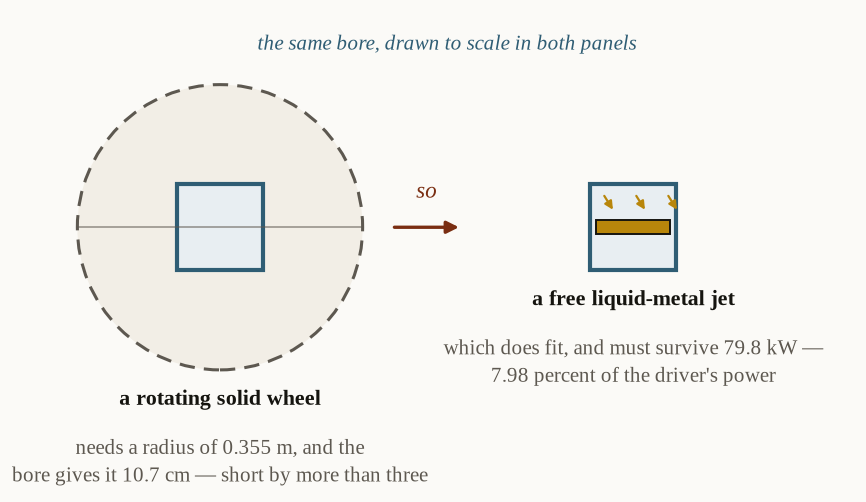 the same bore, drawn to scale in both panels
so
a rotating solid wheel
needs a radius of 0.355 m, and the
bore gives it 10.7 cm — short by more than three
a free liquid-metal jet
which does fit, and must survive 79.8 kW —
7.98 percent of the driver's power